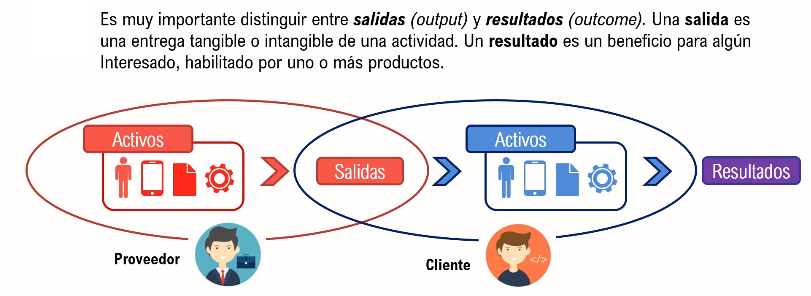 Es muy importante distinguir entre salidas (output) y resultados (outcome). Una salida es
una entrega tangible o intangible de una actividad. Un resultado es un beneficio para algún
Interesado, habilitado por uno o más productos.
Activos
Activos
Salidas
Resultados
Proveedor
Cliente
</>